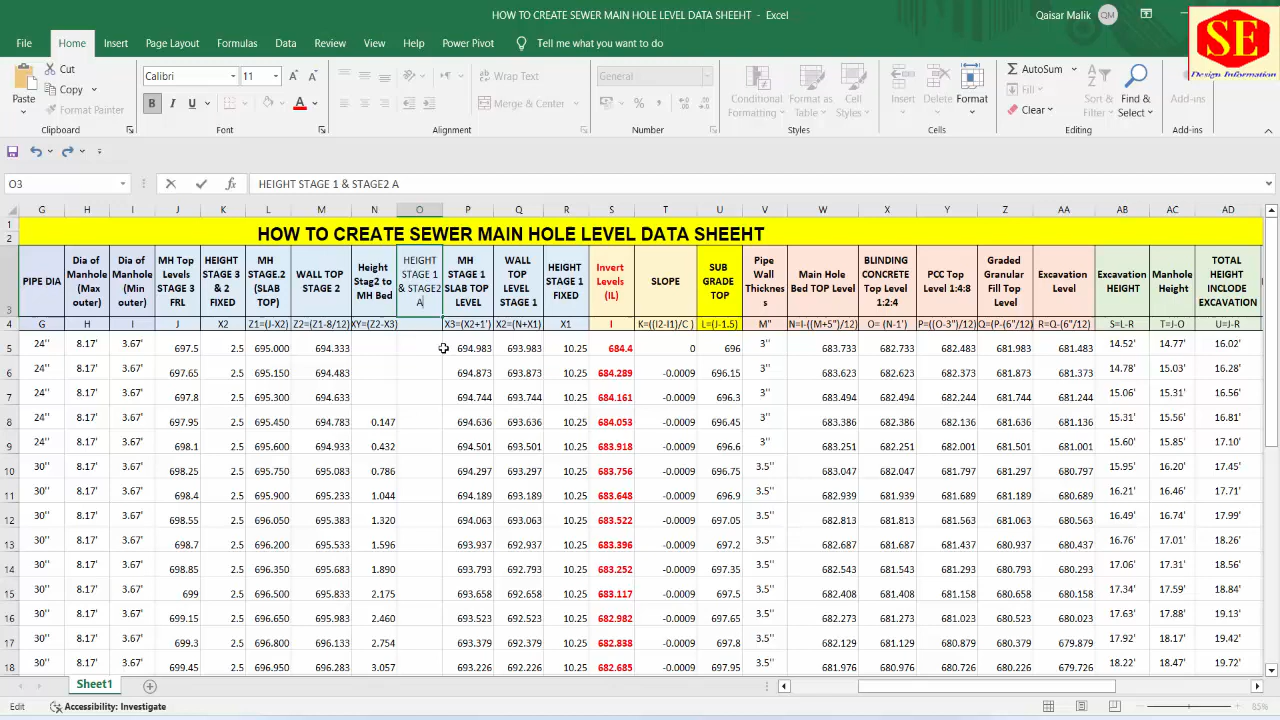 HOW TO CREATE SEWER MAIN HOLE LEVEL DATA SHEEHT - Excel
Qaisar Malik QM
SE
Design Information
File Home Insert Page Layout Formulas Data Review View Help Power Pivot Tell me what you want to do
Paste Cut Copy Format Painter
Calibri 11
B I U
Wrap Text
Merge & Center
General
Conditional Formatting Format as Table Cell Styles
Insert Delete Format
AutoSum Fill Clear
Sort & Filter Find & Select
Add-ins
Clipboard Font Alignment Number Styles Cells Editing Add-ins
O3 fx HEIGHT STAGE 1 & STAGE2 A
G H I J K L M N O P Q R S T U V W X Y Z AA AB AC AD
1 2 HOW TO CREATE SEWER MAIN HOLE LEVEL DATA SHEEHT
3 PIPE DIA Dia of Manhole (Max outer) Dia of Manhole (Min outer) MH Top Levels STAGE 3 FRL HEIGHT STAGE 3 & 2 FIXED MH STAGE.2 (SLAB TOP) WALL TOP STAGE 2 Height Stag2 to MH Bed HEIGHT STAGE 1 & STAGE2 A MH STAGE 1 SLAB TOP LEVEL WALL TOP LEVEL STAGE 1 HEIGHT STAGE 1 FIXED Invert Levels (IL) SLOPE SUB GRADE TOP Pipe Wall Thicknes s Main Hole Bed TOP Level BLINDING CONCRETE Top Level 1:2:4 PCC Top Level 1:4:8 Graded Granular Fill Top Level Excavation Level Excavation HEIGHT Manhole Height TOTAL HEIGHT INCLUDE EXCAVATION
4 G H I J X2 Z1=(J-X2) Z2=(Z1-8/12) XY=(Z2-X3) X3=(X2+1') X2=(N+X1) X1 I K=((I2-I1)/C ) L=(J-1.5) M" N=I-((M+5")/12) O= (N-1') P=((O-3")/12) Q=(P-(6"/12) R=Q-(6"/12) S=L-R T=J-O U=J-R
5 24" 8.17' 3.67' 697.5 2.5 695.000 694.333 694.983 693.983 10.25 684.4 0 696 3" 683.733 682.733 682.483 681.983 681.483 14.52' 14.77' 16.02'
6 24" 8.17' 3.67' 697.65 2.5 695.150 694.483 694.873 693.873 10.25 684.289 -0.0009 696.15 3" 683.623 682.623 682.373 681.873 681.373 14.78' 15.03' 16.28'
7 24" 8.17' 3.67' 697.8 2.5 695.300 694.633 694.744 693.744 10.25 684.161 -0.0009 696.3 3" 683.494 682.494 682.244 681.744 681.244 15.06' 15.31' 16.56'
8 24" 8.17' 3.67' 697.95 2.5 695.450 694.783 0.147 694.636 693.636 10.25 684.053 -0.0009 696.45 3" 683.386 682.386 682.136 681.636 681.136 15.31' 15.56' 16.81'
9 24" 8.17' 3.67' 698.1 2.5 695.600 694.933 0.432 694.501 693.501 10.25 683.918 -0.0009 696.6 3" 683.251 682.251 682.001 681.501 681.001 15.60' 15.85' 17.10'
10 30" 8.17' 3.67' 698.25 2.5 695.750 695.083 0.786 694.297 693.297 10.25 683.756 -0.0009 696.75 3.5" 683.047 682.047 681.797 681.297 680.797 15.95' 16.20' 17.45'
11 30" 8.17' 3.67' 698.4 2.5 695.900 695.233 1.044 694.189 693.189 10.25 683.648 -0.0009 696.9 3.5" 682.939 681.939 681.689 681.189 680.689 16.21' 16.46' 17.71'
12 30" 8.17' 3.67' 698.55 2.5 696.050 695.383 1.320 694.063 693.063 10.25 683.522 -0.0009 697.05 3.5" 682.813 681.813 681.563 681.063 680.563 16.49' 16.74' 17.99'
13 30" 8.17' 3.67' 698.7 2.5 696.200 695.533 1.596 693.937 692.937 10.25 683.396 -0.0009 697.2 3.5" 682.687 681.687 681.437 680.937 680.437 16.76' 17.01' 18.26'
14 30" 8.17' 3.67' 698.85 2.5 696.350 695.683 1.890 693.793 692.793 10.25 683.252 -0.0009 697.35 3.5" 682.543 681.543 681.293 680.793 680.293 17.06' 17.31' 18.56'
15 30" 8.17' 3.67' 699 2.5 696.500 695.833 2.175 693.658 692.658 10.25 683.117 -0.0009 697.5 3.5" 682.408 681.408 681.158 680.658 680.158 17.34' 17.59' 18.84'
16 30" 8.17' 3.67' 699.15 2.5 696.650 695.983 2.460 693.523 692.523 10.25 682.982 -0.0009 697.65 3.5" 682.273 681.273 681.023 680.523 680.023 17.63' 17.88' 19.13'
17 30" 8.17' 3.67' 699.3 2.5 696.800 696.133 2.754 693.379 692.379 10.25 682.838 -0.0009 697.8 3.5" 682.129 681.129 680.879 680.379 679.879 17.92' 18.17' 19.42'
18 30" 8.17' 3.67' 699.45 2.5 696.950 696.283 3.057 693.226 692.226 10.25 682.685 -0.0009 697.95 3.5" 681.976 680.976 680.726 680.226 679.726 18.22' 18.47' 19.72'
Sheet1
Edit Accessibility: Investigate 85%